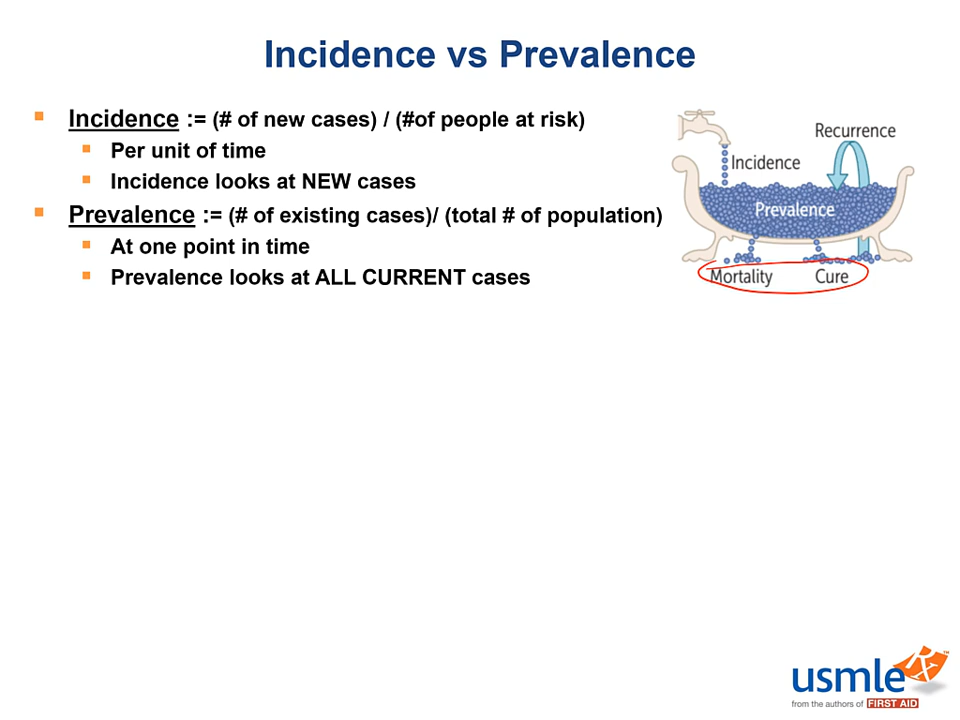 Incidence vs Prevalence
Incidence := (# of new cases) / (#of people at risk)
Per unit of time
Incidence looks at NEW cases
Prevalence := (# of existing cases)/ (total # of population)
At one point in time
Prevalence looks at ALL CURRENT cases
Recurrence
Incidence
Prevalence
Mortality Cure
usmle Rx™
from the authors of FIRST AID